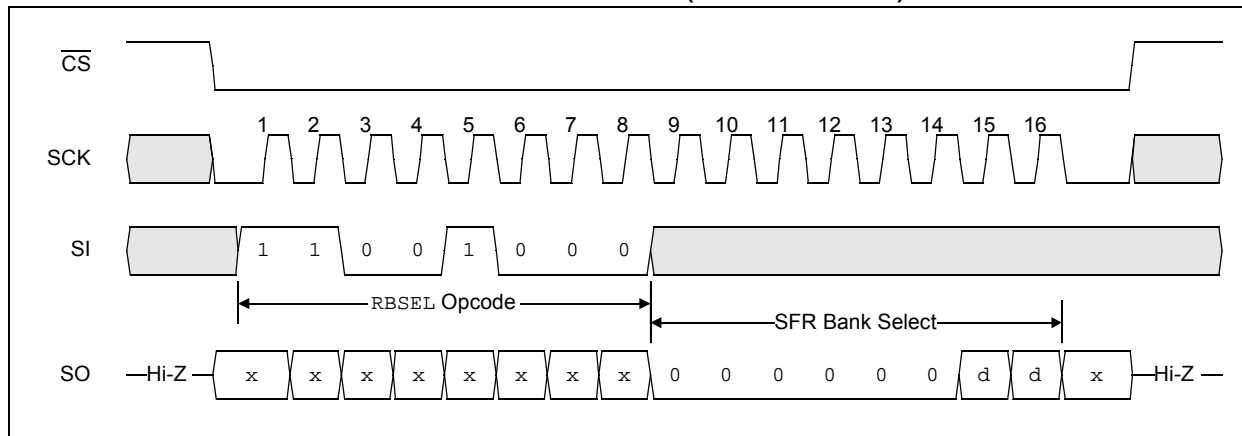 CS
1 2 3 4 5 6 7 8 9 10 11 12 13 14 15 16
SCK
SI 1 1 0 0 1 0 0 0
RBSEL Opcode
SFR Bank Select
SO Hi-Z x x x x x x x x 0 0 0 0 0 0 d d x Hi-Z